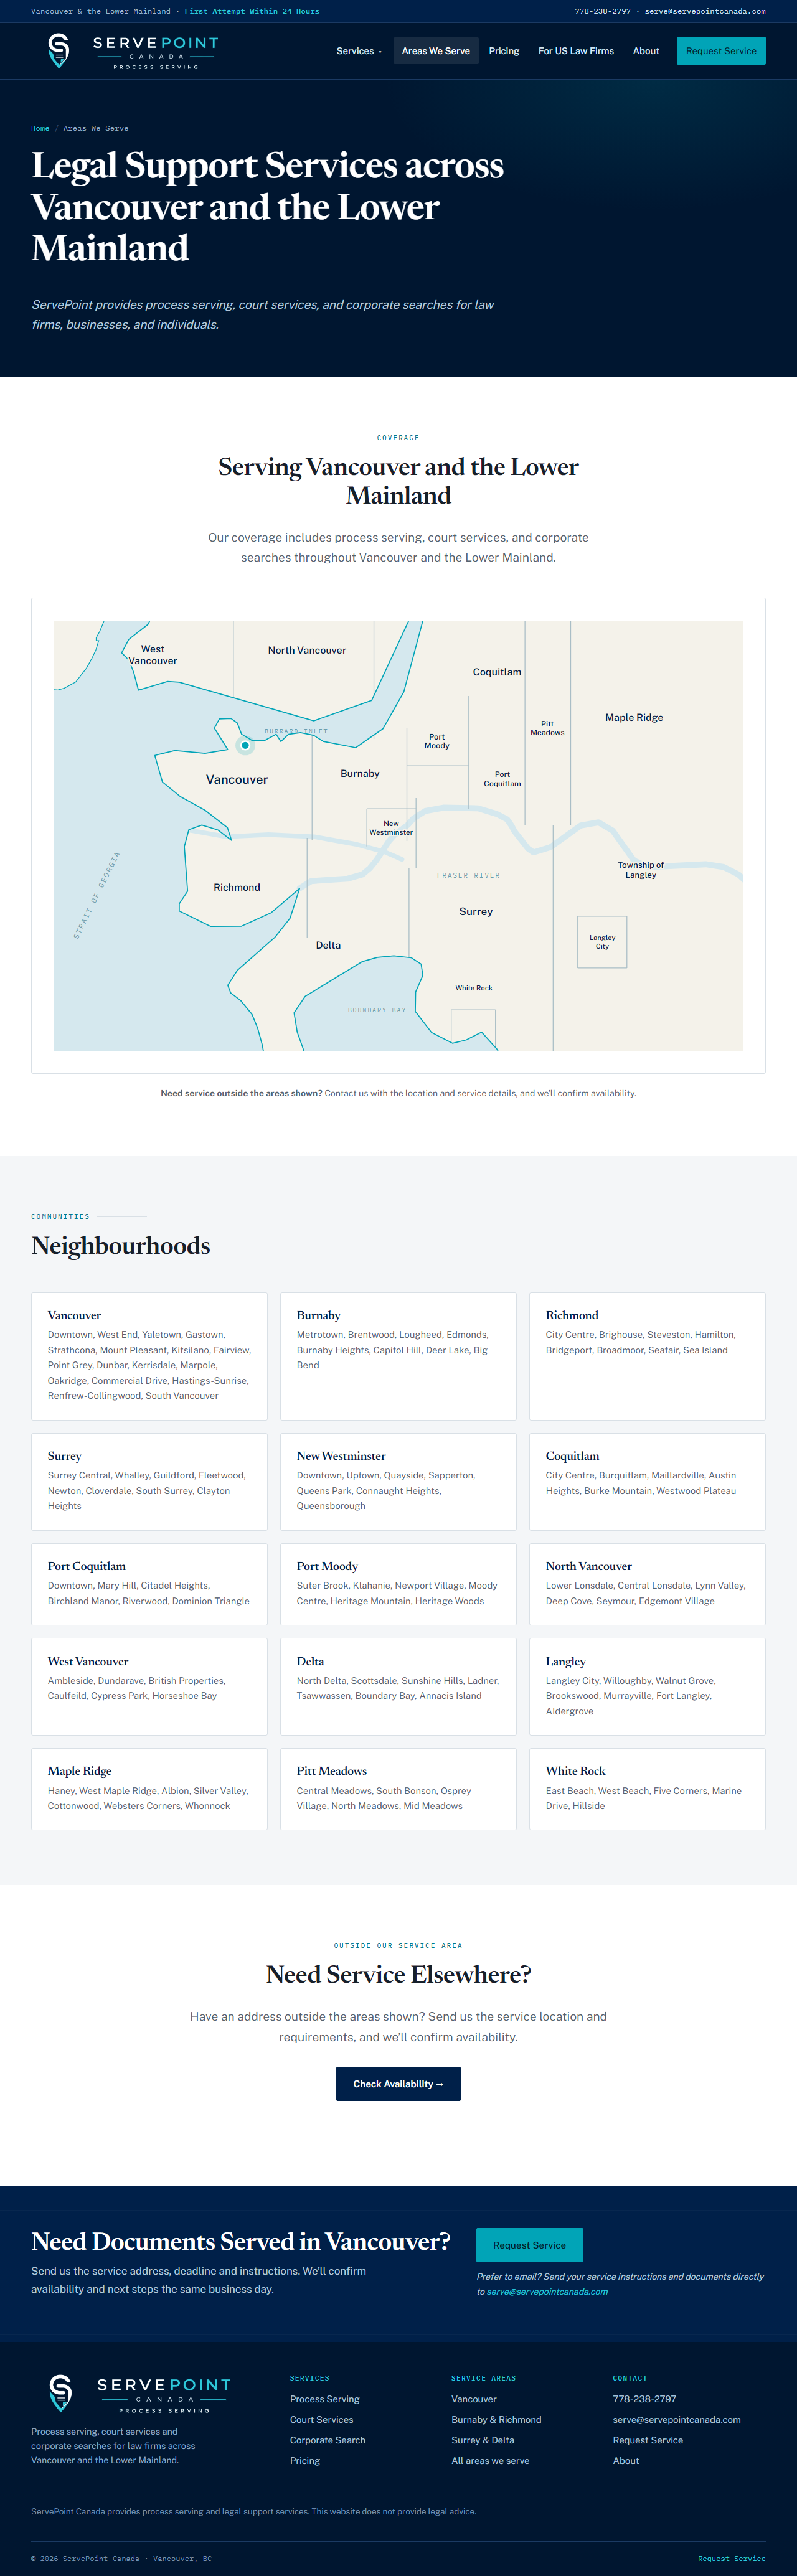 Vancouver & the Lower Mainland · First Attempt Within 24 Hours
778-238-2797 · serve@servepointcanada.com
SERVEPOINT
CANADA
PROCESS SERVING
Services
Areas We Serve
Pricing
For US Law Firms
About
Request Service
Home / Areas We Serve
Legal Support Services across
Vancouver and the Lower
Mainland
ServePoint provides process serving, court services, and corporate searches for law
firms, businesses, and individuals.
COVERAGE
Serving Vancouver and the Lower
Mainland
Our coverage includes process serving, court services, and corporate
searches throughout Vancouver and the Lower Mainland.
West
Vancouver
North Vancouver
Coquitlam
Maple Ridge
Pitt
Meadows
Port
Moody
BURRARD INLET
Vancouver
Burnaby
Port
Coquitlam
New
Westminster
STRAIT OF GEORGIA
Richmond
FRASER RIVER
Township of
Langley
Surrey
Delta
Langley
City
White Rock
BOUNDARY BAY
Need service outside the areas shown? Contact us with the location and service details, and we'll confirm availability.
COMMUNITIES
Neighbourhoods
Vancouver
Downtown, West End, Yaletown, Gastown,
Strathcona, Mount Pleasant, Kitsilano, Fairview,
Point Grey, Dunbar, Kerrisdale, Marpole,
Oakridge, Commercial Drive, Hastings-Sunrise,
Renfrew-Collingwood, South Vancouver
Burnaby
Metrotown, Brentwood, Lougheed, Edmonds,
Burnaby Heights, Capitol Hill, Deer Lake, Big
Bend
Richmond
City Centre, Brighouse, Steveston, Hamilton,
Bridgeport, Broadmoor, Seafair, Sea Island
Surrey
Surrey Central, Whalley, Guildford, Fleetwood,
Newton, Cloverdale, South Surrey, Clayton
Heights
New Westminster
Downtown, Uptown, Quayside, Sapperton,
Queens Park, Connaught Heights,
Queensborough
Coquitlam
City Centre, Burquitlam, Maillardville, Austin
Heights, Burke Mountain, Westwood Plateau
Port Coquitlam
Downtown, Mary Hill, Citadel Heights,
Birchland Manor, Riverwood, Dominion Triangle
Port Moody
Suter Brook, Klahanie, Newport Village, Moody
Centre, Heritage Mountain, Heritage Woods
North Vancouver
Lower Lonsdale, Central Lonsdale, Lynn Valley,
Deep Cove, Seymour, Edgemont Village
West Vancouver
Ambleside, Dundarave, British Properties,
Caulfeild, Cypress Park, Horseshoe Bay
Delta
North Delta, Scottsdale, Sunshine Hills, Ladner,
Tsawwassen, Boundary Bay, Annacis Island
Langley
Langley City, Willoughby, Walnut Grove,
Brookswood, Murrayville, Fort Langley,
Aldergrove
Maple Ridge
Haney, West Maple Ridge, Albion, Silver Valley,
Cottonwood, Websters Corners, Whonnock
Pitt Meadows
Central Meadows, South Bonson, Osprey
Village, North Meadows, Mid Meadows
White Rock
East Beach, West Beach, Five Corners, Marine
Drive, Hillside
OUTSIDE OUR SERVICE AREA
Need Service Elsewhere?
Have an address outside the areas shown? Send us the service location and
requirements, and we'll confirm availability.
Check Availability →
Need Documents Served in Vancouver?
Send us the service address, deadline and instructions. We'll confirm
availability and next steps the same business day.
Request Service
Prefer to email? Send your service instructions and documents directly
to serve@servepointcanada.com
SERVEPOINT
CANADA
PROCESS SERVING
Process serving, court services and
corporate searches for law firms across
Vancouver and the Lower Mainland.
SERVICES
Process Serving
Court Services
Corporate Search
Pricing
SERVICE AREAS
Vancouver
Burnaby & Richmond
Surrey & Delta
All areas we serve
CONTACT
778-238-2797
serve@servepointcanada.com
Request Service
About
ServePoint Canada provides process serving and legal support services. This website does not provide legal advice.
© 2026 ServePoint Canada · Vancouver, BC
Request Service